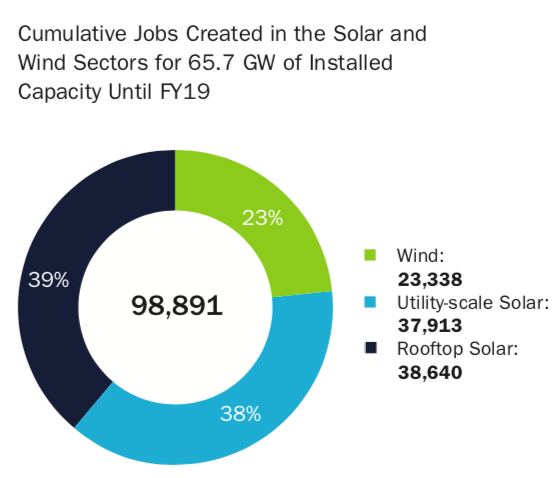 Cumulative Jobs Created in the Solar and
Wind Sectors for 65.7 GW of Installed
Capacity Until FY19
23%
39%
98,891
38%
Wind:
23,338
Utility-scale Solar:
37,913
Rooftop Solar:
38,640